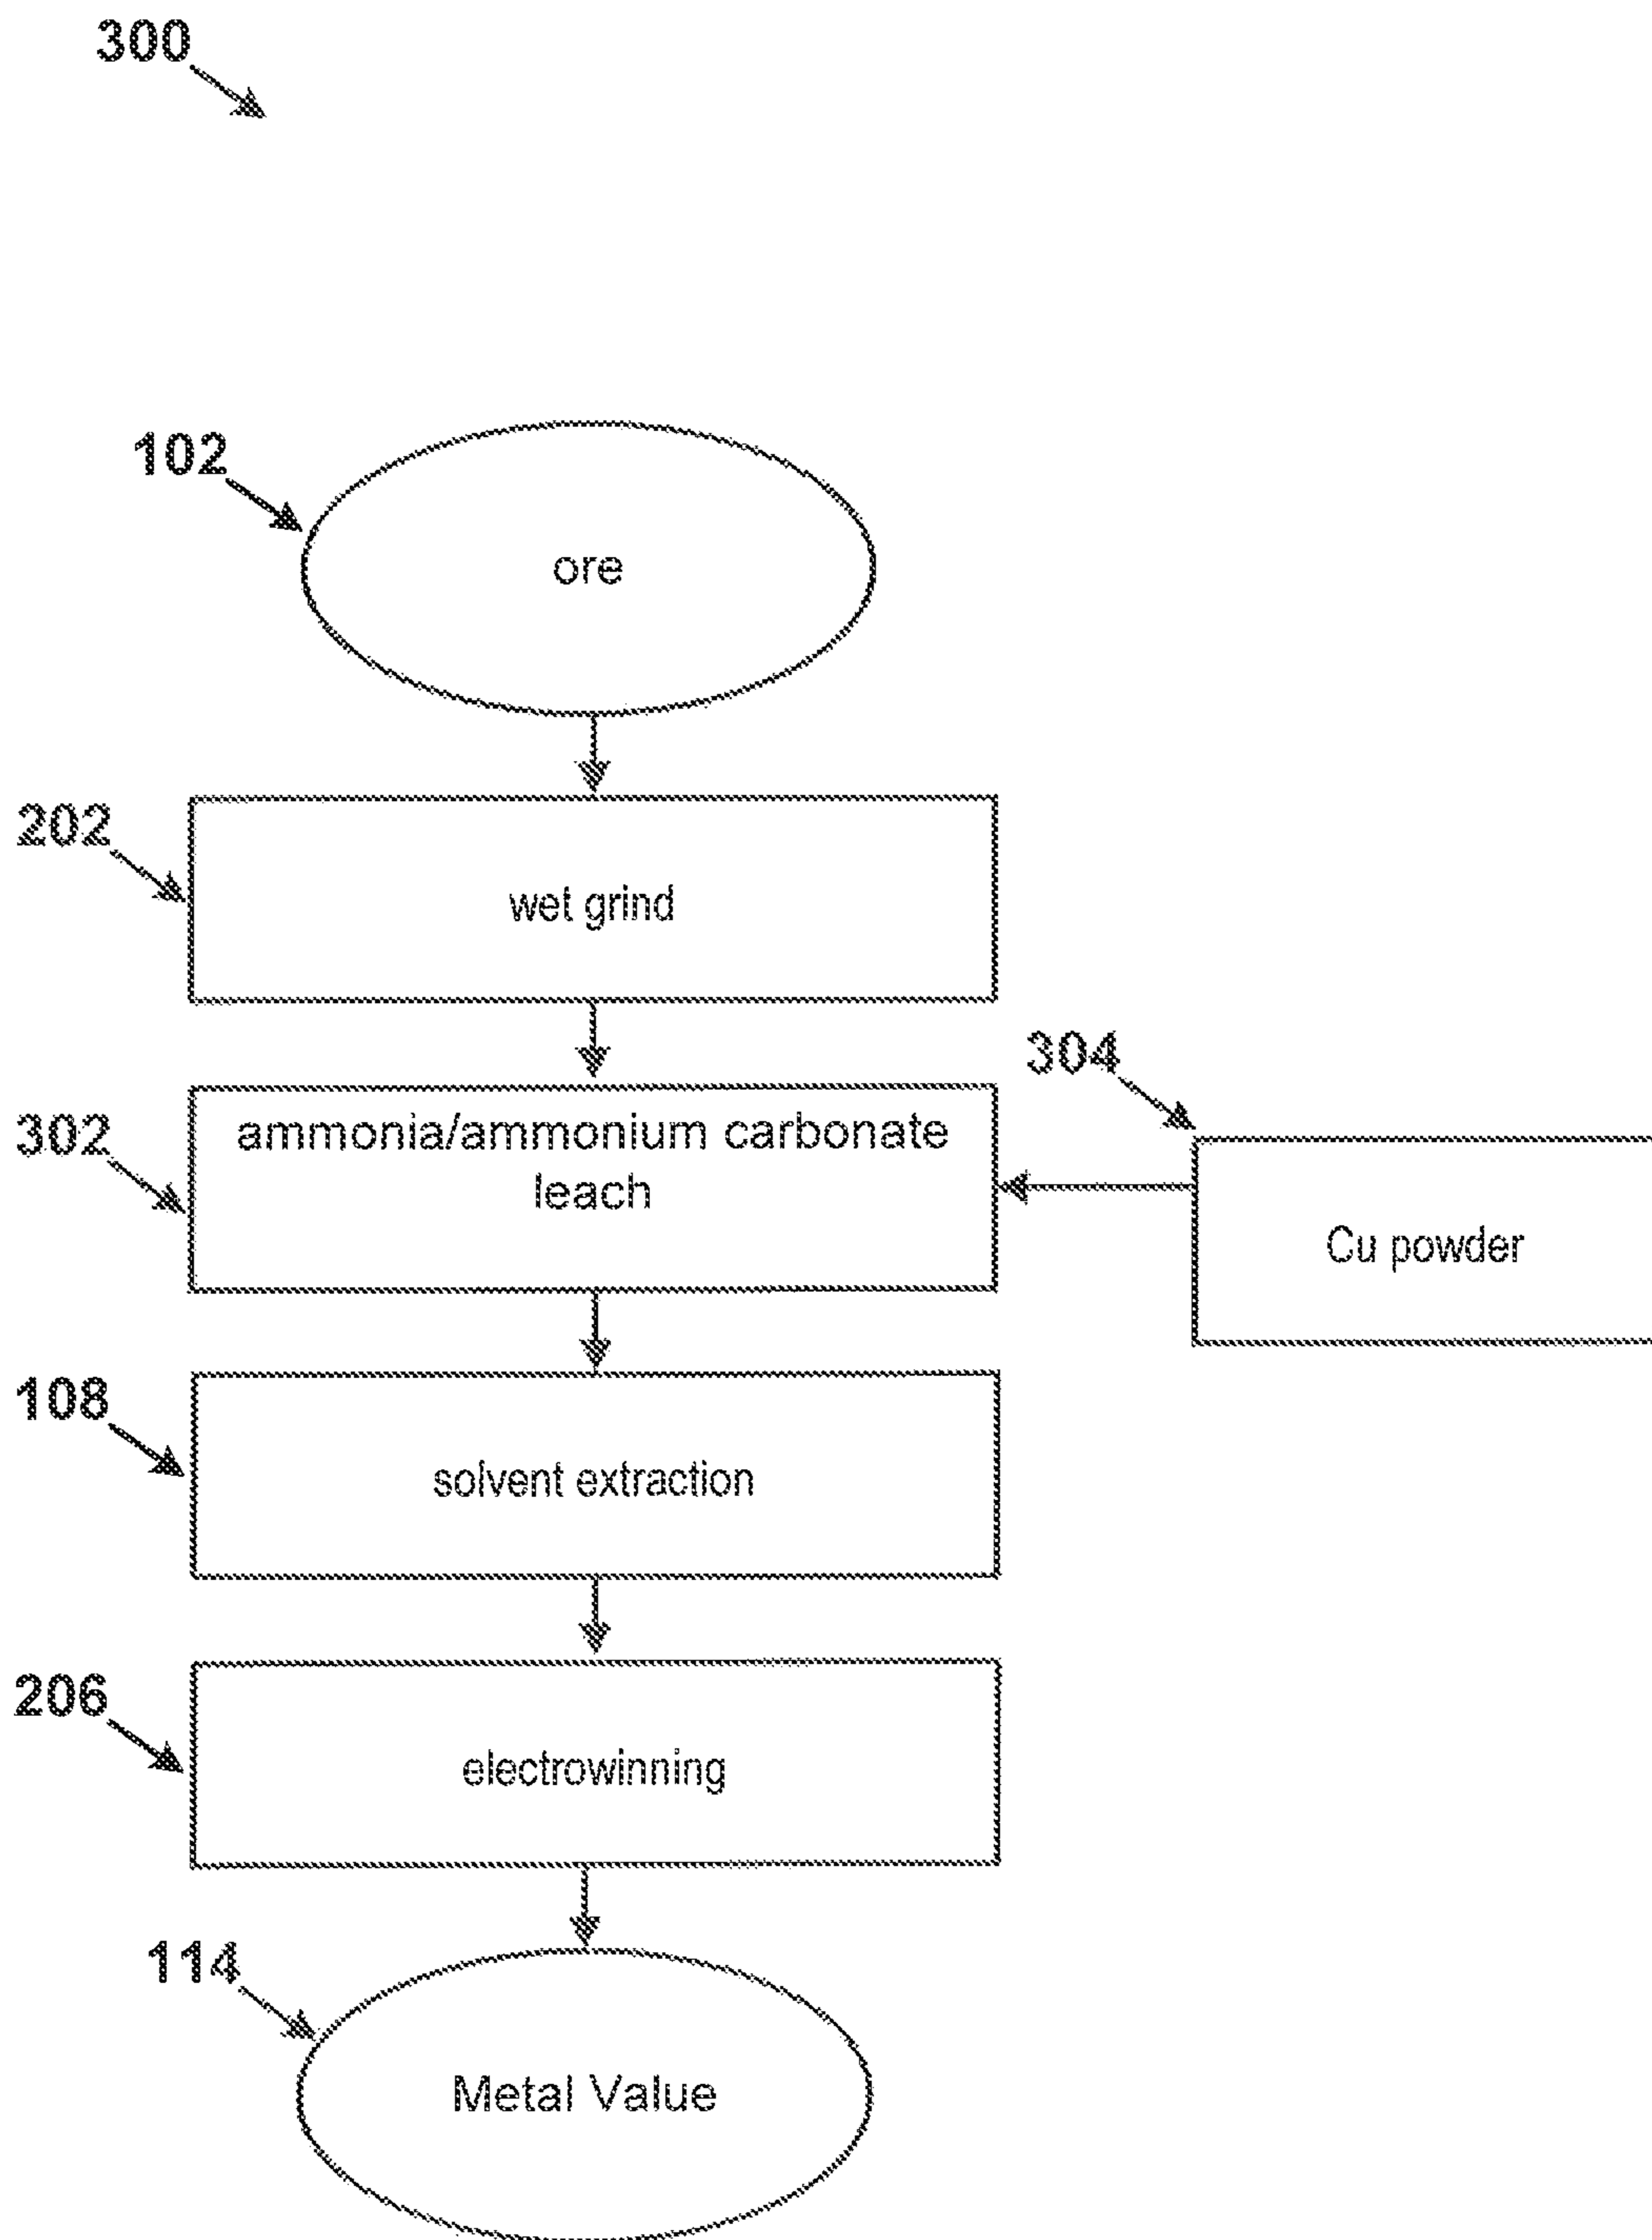 300
102
ore
202
wet grind
304
302
ammonia/ammonium carbonate
leach
Cu powder
108
solvent extraction
206
electrowinning
114
Metal Value